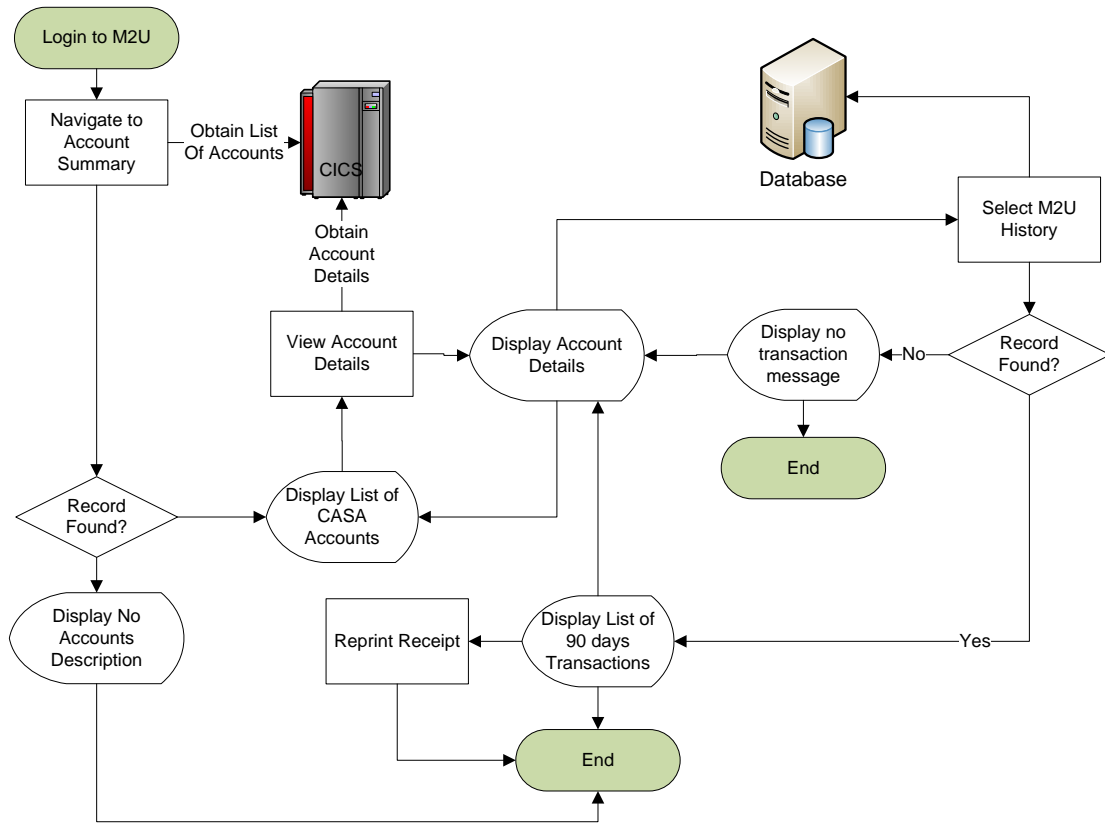 Login to M2U
Navigate to
Account
Summary
Obtain List
Of Accounts
CICS
Database
Select M2U
History
Obtain
Account
Details
View Account
Details
Display Account
Details
Display no
transaction
message
No
Record
Found?
End
Record
Found?
Display List of
CASA
Accounts
Display No
Accounts
Description
Reprint Receipt
Display List of
90 days
Transactions
Yes
End